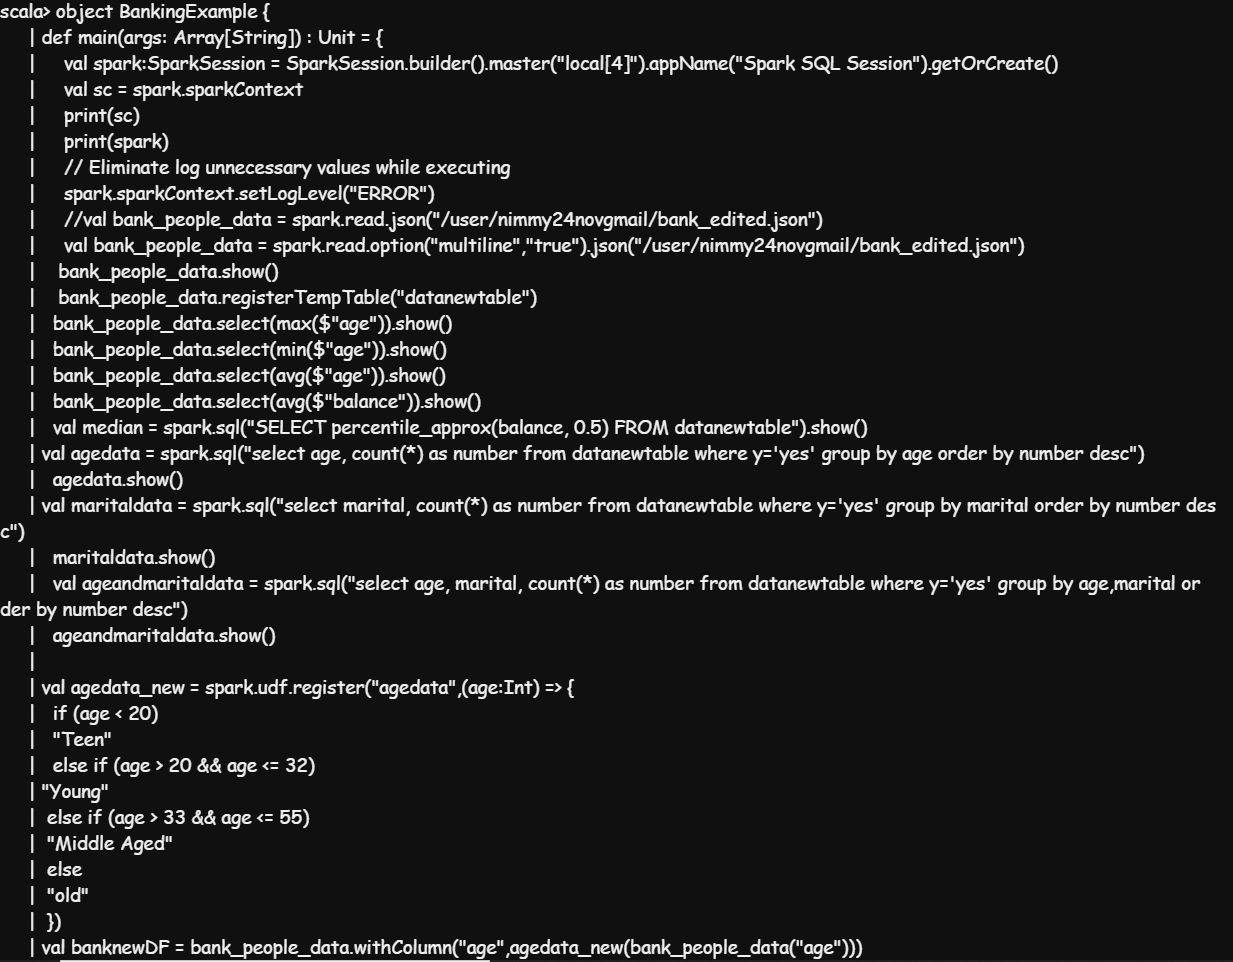 scala> object BankingExample {
| def main(args: Array[String]) : Unit = {
| val spark:SparkSession = SparkSession.builder().master("local[4]").appName("Spark SQL Session").getOrCreate()
| val sc = spark.sparkContext
| print(sc)
| print(spark)
| // Eliminate log unnecessary values while executing
| spark.sparkContext.setLogLevel("ERROR")
| //val bank_people_data = spark.read.json("/user/nimmy24novgmail/bank_edited.json")
| val bank_people_data = spark.read.option("multiline","true").json("/user/nimmy24novgmail/bank_edited.json")
| bank_people_data.show()
| bank_people_data.registerTempTable("datanewtable")
| bank_people_data.select(max($"age")).show()
| bank_people_data.select(min($"age")).show()
| bank_people_data.select(avg($"age")).show()
| bank_people_data.select(avg($"balance")).show()
| val median = spark.sql("SELECT percentile_approx(balance, 0.5) FROM datanewtable").show()
| val agedata = spark.sql("select age, count(*) as number from datanewtable where y='yes' group by age order by number desc")
| agedata.show()
| val maritaldata = spark.sql("select marital, count(*) as number from datanewtable where y='yes' group by marital order by number des
c")
| maritaldata.show()
| val ageandmaritaldata = spark.sql("select age, marital, count(*) as number from datanewtable where y='yes' group by age,marital or
der by number desc")
| ageandmaritaldata.show()
|
| val agedata_new = spark.udf.register("agedata",(age:Int) => {
| if (age < 20)
| "Teen"
| else if (age > 20 && age <= 32)
| "Young"
| else if (age > 33 && age <= 55)
| "Middle Aged"
| else
| "old"
| })
| val banknewDF = bank_people_data.withColumn("age",agedata_new(bank_people_data("age")))